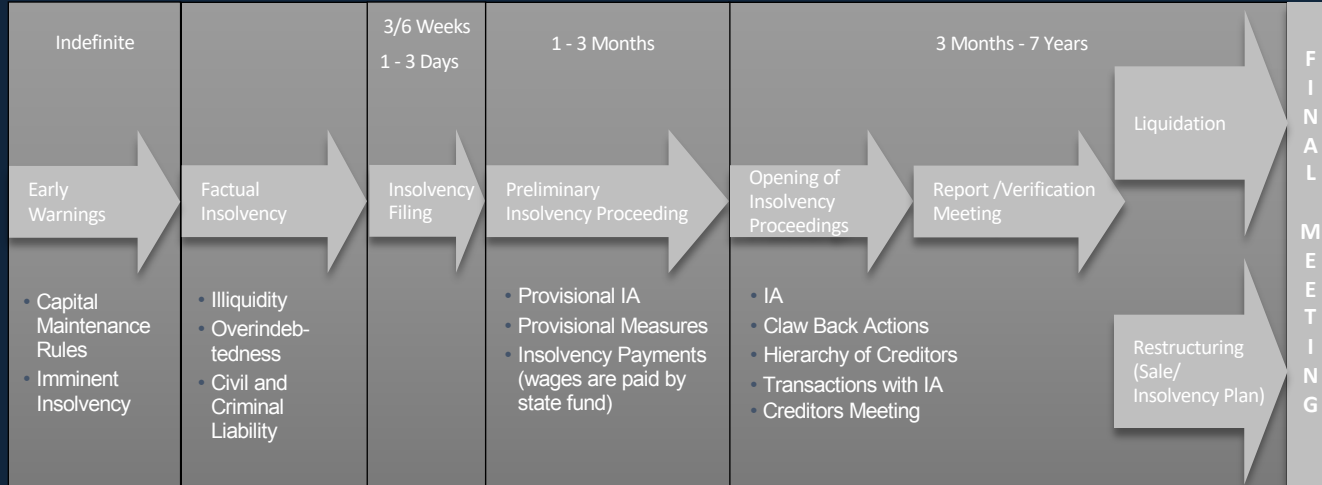 Indefinite
3/6 Weeks
1 - 3 Days
1 - 3 Months
3 Months - 7 Years
Early
Warnings
Factual
Insolvency
Insolvency
Filing
Preliminary
Insolvency Proceeding
Opening of
Insolvency
Proceedings
Report /Verification
Meeting
Liquidation
• Capital
Maintenance
Rules
• Imminent
Insolvency
• Illiquidity
• Overindeb-
tedness
• Civil and
Criminal
Liability
• Provisional IA
• Provisional Measures
• Insolvency Payments
(wages are paid by
state fund)
• IA
• Claw Back Actions
• Hierarchy of Creditors
• Transactions with IA
• Creditors Meeting
Restructuring
(Sale/
Insolvency Plan)
FINAL MEETING